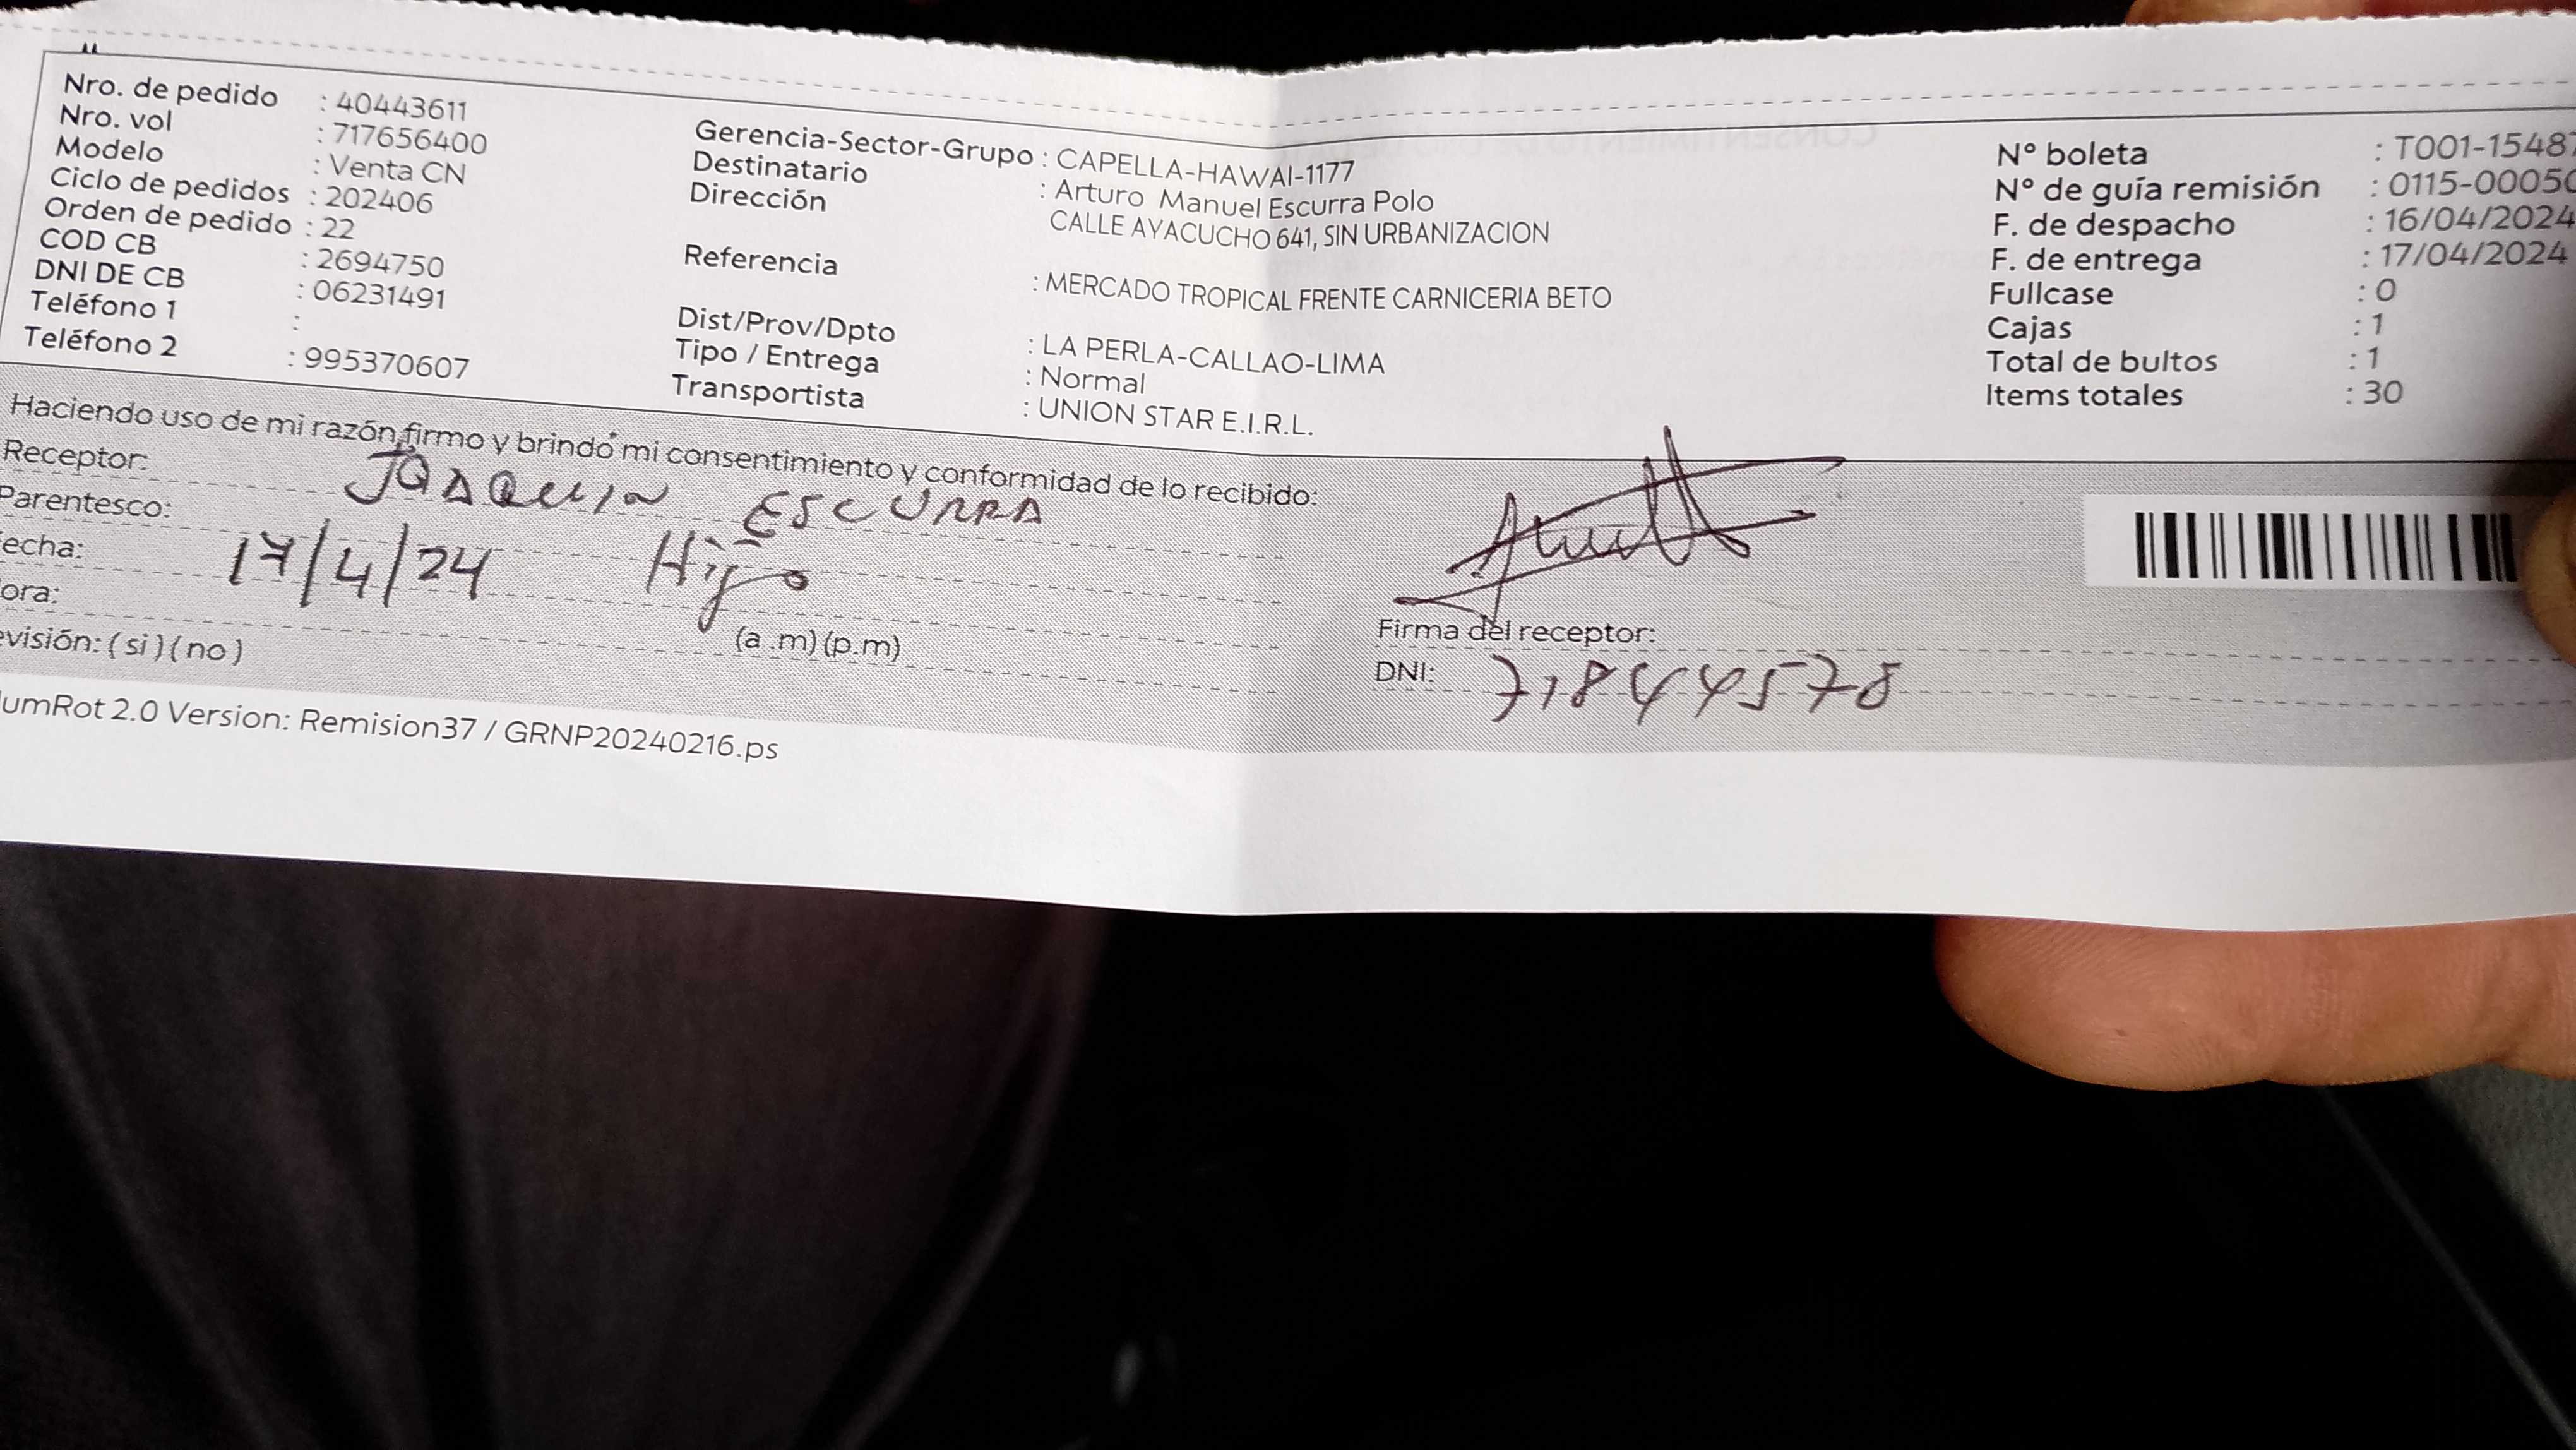 Nro. de pedido : 40443611
Nro. vol : 717656400
Modelo : Venta CN
Ciclo de pedidos : 202406
Orden de pedido : 22
COD CB : 2694750
DNI DE CB : 06231491
Teléfono 1 :
Teléfono 2 : 995370607
Gerencia-Sector-Grupo : CAPELLA-HAWAI-1177
Destinatario : Arturo Manuel Escurra Polo
Dirección CALLE AYACUCHO 641, SIN URBANIZACION
Referencia : MERCADO TROPICAL FRENTE CARNICERIA BETO
Dist/Prov/Dpto : LA PERLA-CALLAO-LIMA
Tipo / Entrega : Normal
Transportista : UNION STAR E.I.R.L.
N° boleta : T001-15487
N° de guía remisión : 0115-00050
F. de despacho : 16/04/2024
F. de entrega : 17/04/2024
Fullcase : 0
Cajas : 1
Total de bultos : 1
Items totales : 30
Haciendo uso de mi razón, firmo y brindo mi consentimiento y conformidad de lo recibido:
Receptor: JOAQUIN ESCURRA
Parentesco: Hijo
echa: 17/4/24
ora: (a .m) (p.m)
evisión: ( si ) ( no )
Firma del receptor:
DNI: 71844578
umRot 2.0 Version: Remision37 / GRNP20240216.ps